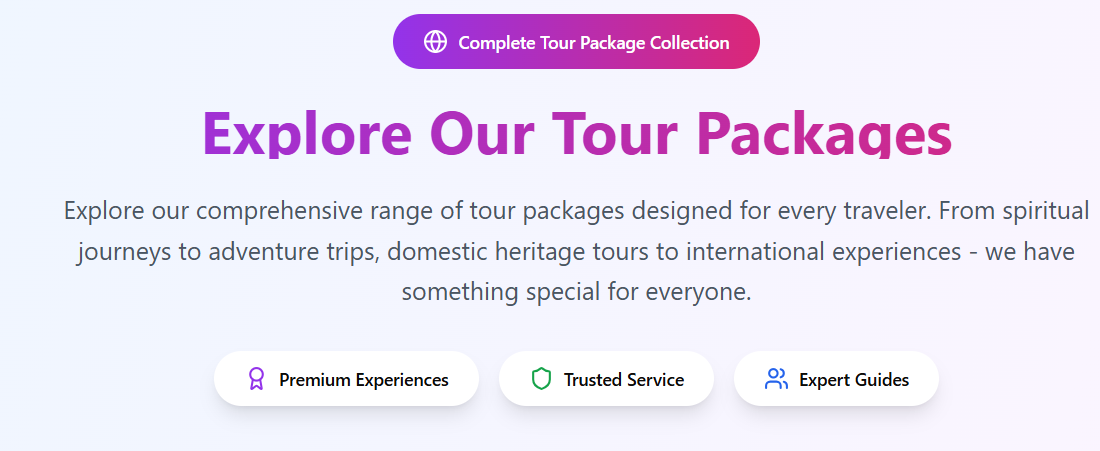 Complete Tour Package Collection
Explore Our Tour Packages
Explore our comprehensive range of tour packages designed for every traveler. From spiritual
journeys to adventure trips, domestic heritage tours to international experiences - we have
something special for everyone.
Premium Experiences
Trusted Service
Expert Guides